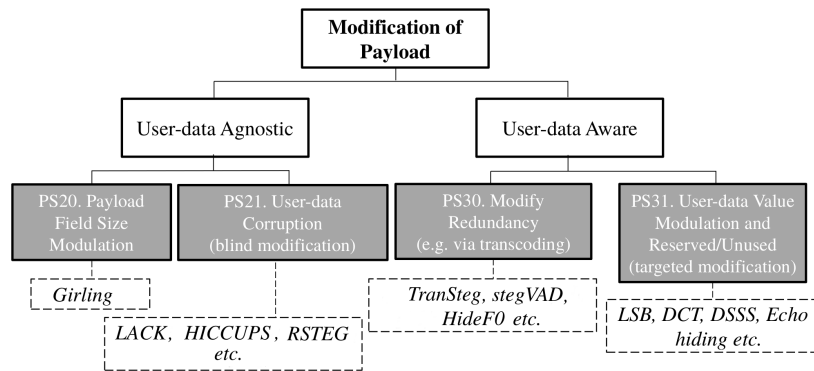 Modification of
Payload
User-data Agnostic
User-data Aware
PS20. Payload
Field Size
Modulation
PS21. User-data
Corruption
(blind modification)
PS30. Modify
Redundancy
(e.g. via transcoding)
PS31. User-data Value
Modulation and
Reserved/Unused
(targeted modification)
Girling
LACK, HICCUPS, RSTEG
etc.
TranSteg, stegVAD,
HideF0 etc.
LSB, DCT, DSSS, Echo
hiding etc.